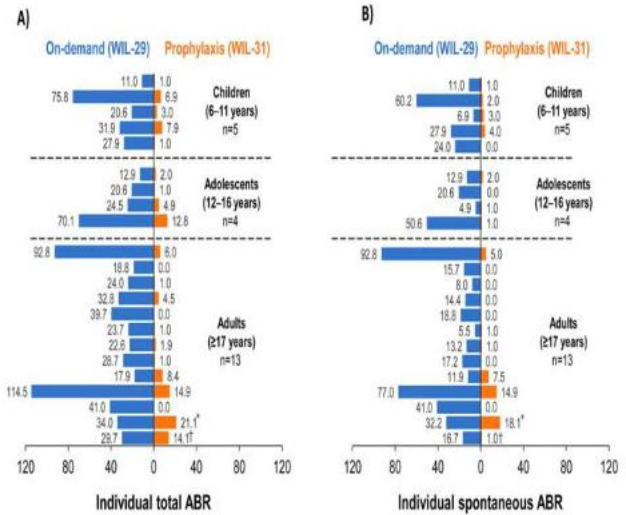 A)
On-demand (WIL-29) Prophylaxis (WIL-31)
11.0 1.0
75.8 6.9
20.6 3.0
31.9 7.9
27.9 1.0
Children
(6–11 years)
n=5
12.9 2.0
20.6 1.0
24.5 4.9
70.1 12.8
Adolescents
(12–16 years)
n=4
92.8 6.0
18.8 0.0
24.0 1.0
32.8 4.5
39.7 0.0
23.7 1.0
22.6 1.9
28.7 1.0
17.9 8.4
114.5 14.9
41.0 0.0
34.0 21.1*
29.7 14.1†
Adults
(≥17 years)
n=13
120 80 40 0 40 80 120
Individual total ABR
B)
On-demand (WIL-29) Prophylaxis (WIL-31)
11.0 1.0
60.2 2.0
6.9 3.0
27.9 4.0
24.0 0.0
Children
(6–11 years)
n=5
12.9 2.0
20.6 0.0
4.9 1.0
50.6 1.0
Adolescents
(12–16 years)
n=4
92.8 5.0
15.7 0.0
8.0 0.0
14.4 0.0
18.8 0.0
5.5 1.0
13.2 1.0
17.2 0.0
11.9 7.5
77.0 14.9
41.0 0.0
32.2 18.1*
16.7 1.0†
Adults
(≥17 years)
n=13
120 80 40 0 40 80 120
Individual spontaneous ABR